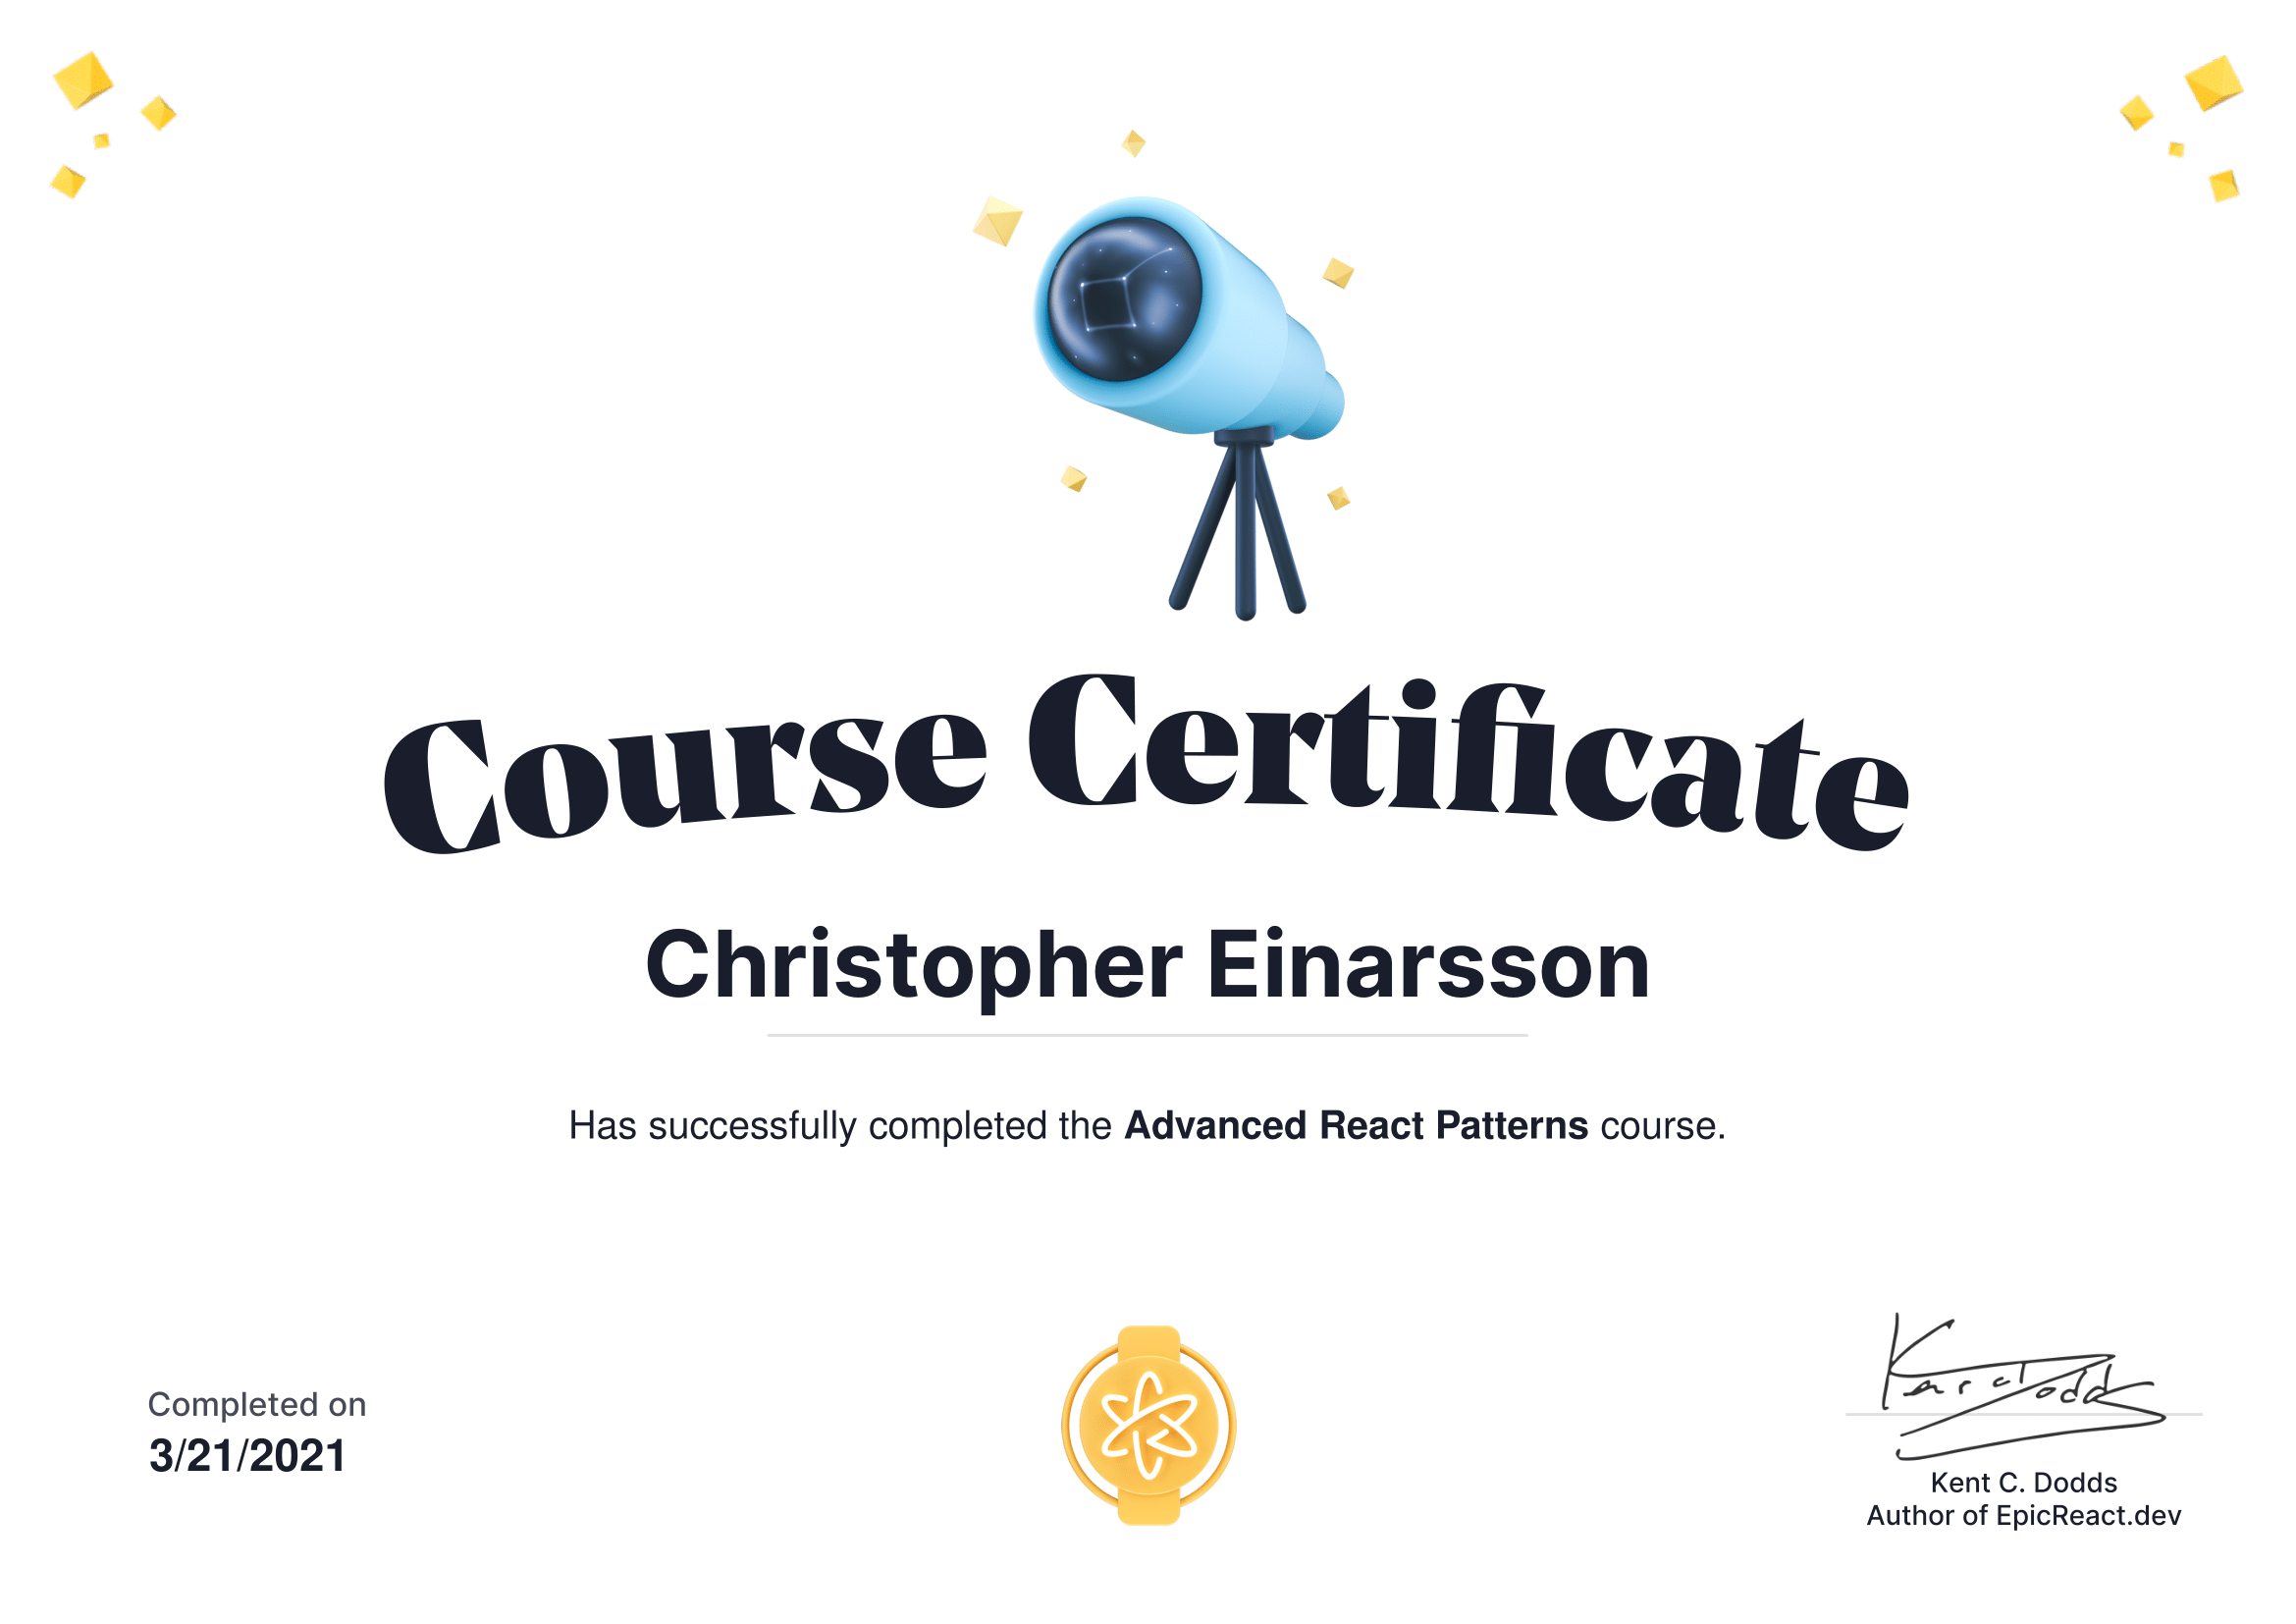 Course Certificate
Christopher Einarsson
Has successfully completed the Advanced React Patterns course.
Completed on
3/21/2021
Kent C. Dodds
Kent C. Dodds
Author of EpicReact.dev